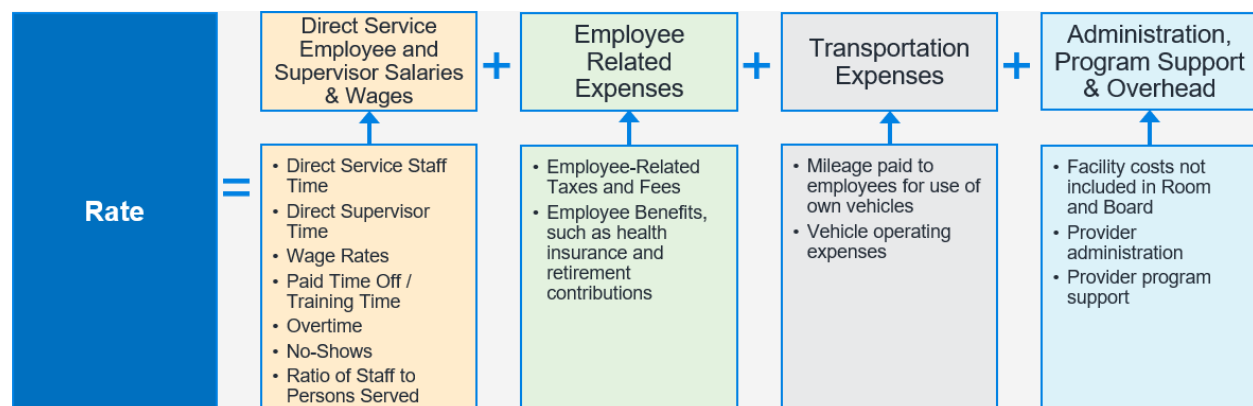 Rate
=
Direct Service
Employee and
Supervisor Salaries
& Wages
+
Employee
Related
Expenses
+
Transportation
Expenses
+
Administration,
Program Support
& Overhead
• Direct Service Staff
Time
• Direct Supervisor
Time
• Wage Rates
• Paid Time Off /
Training Time
• Overtime
• No-Shows
• Ratio of Staff to
Persons Served
• Employee-Related
Taxes and Fees
• Employee Benefits,
such as health
insurance and
retirement
contributions
• Mileage paid to
employees for use of
own vehicles
• Vehicle operating
expenses
• Facility costs not
included in Room
and Board
• Provider
administration
• Provider program
support